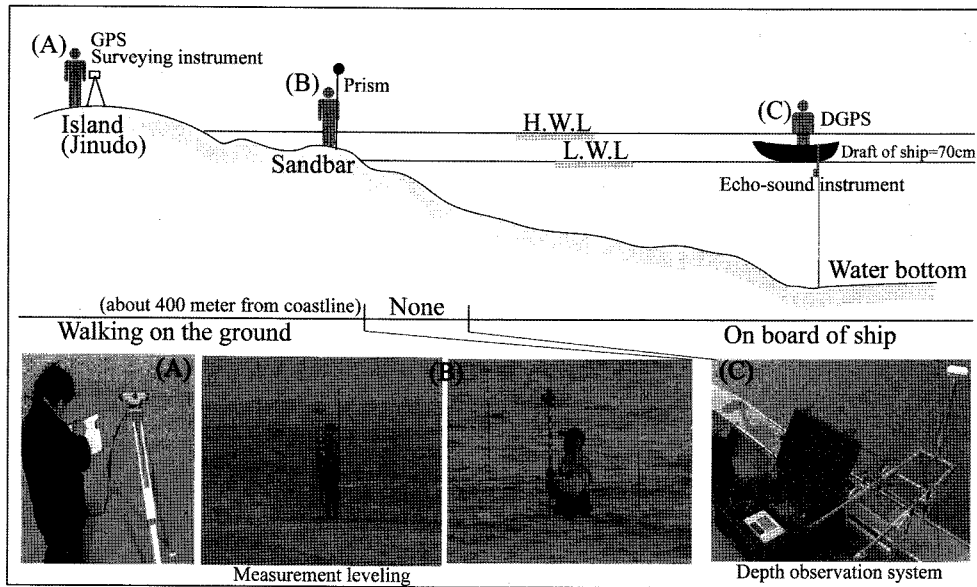 (A)
GPS
Surveying instrument
(B)
Prism
(C)
DGPS
Island
(Jinudo)
H.W.L
Sandbar
L.W.L
Draft of ship=70cm
Echo-sound instrument
Water bottom
(about 400 meter from coastline)
None
Walking on the ground
On board of ship
(A)
(B)
(C)
Measurement leveling
Depth observation system